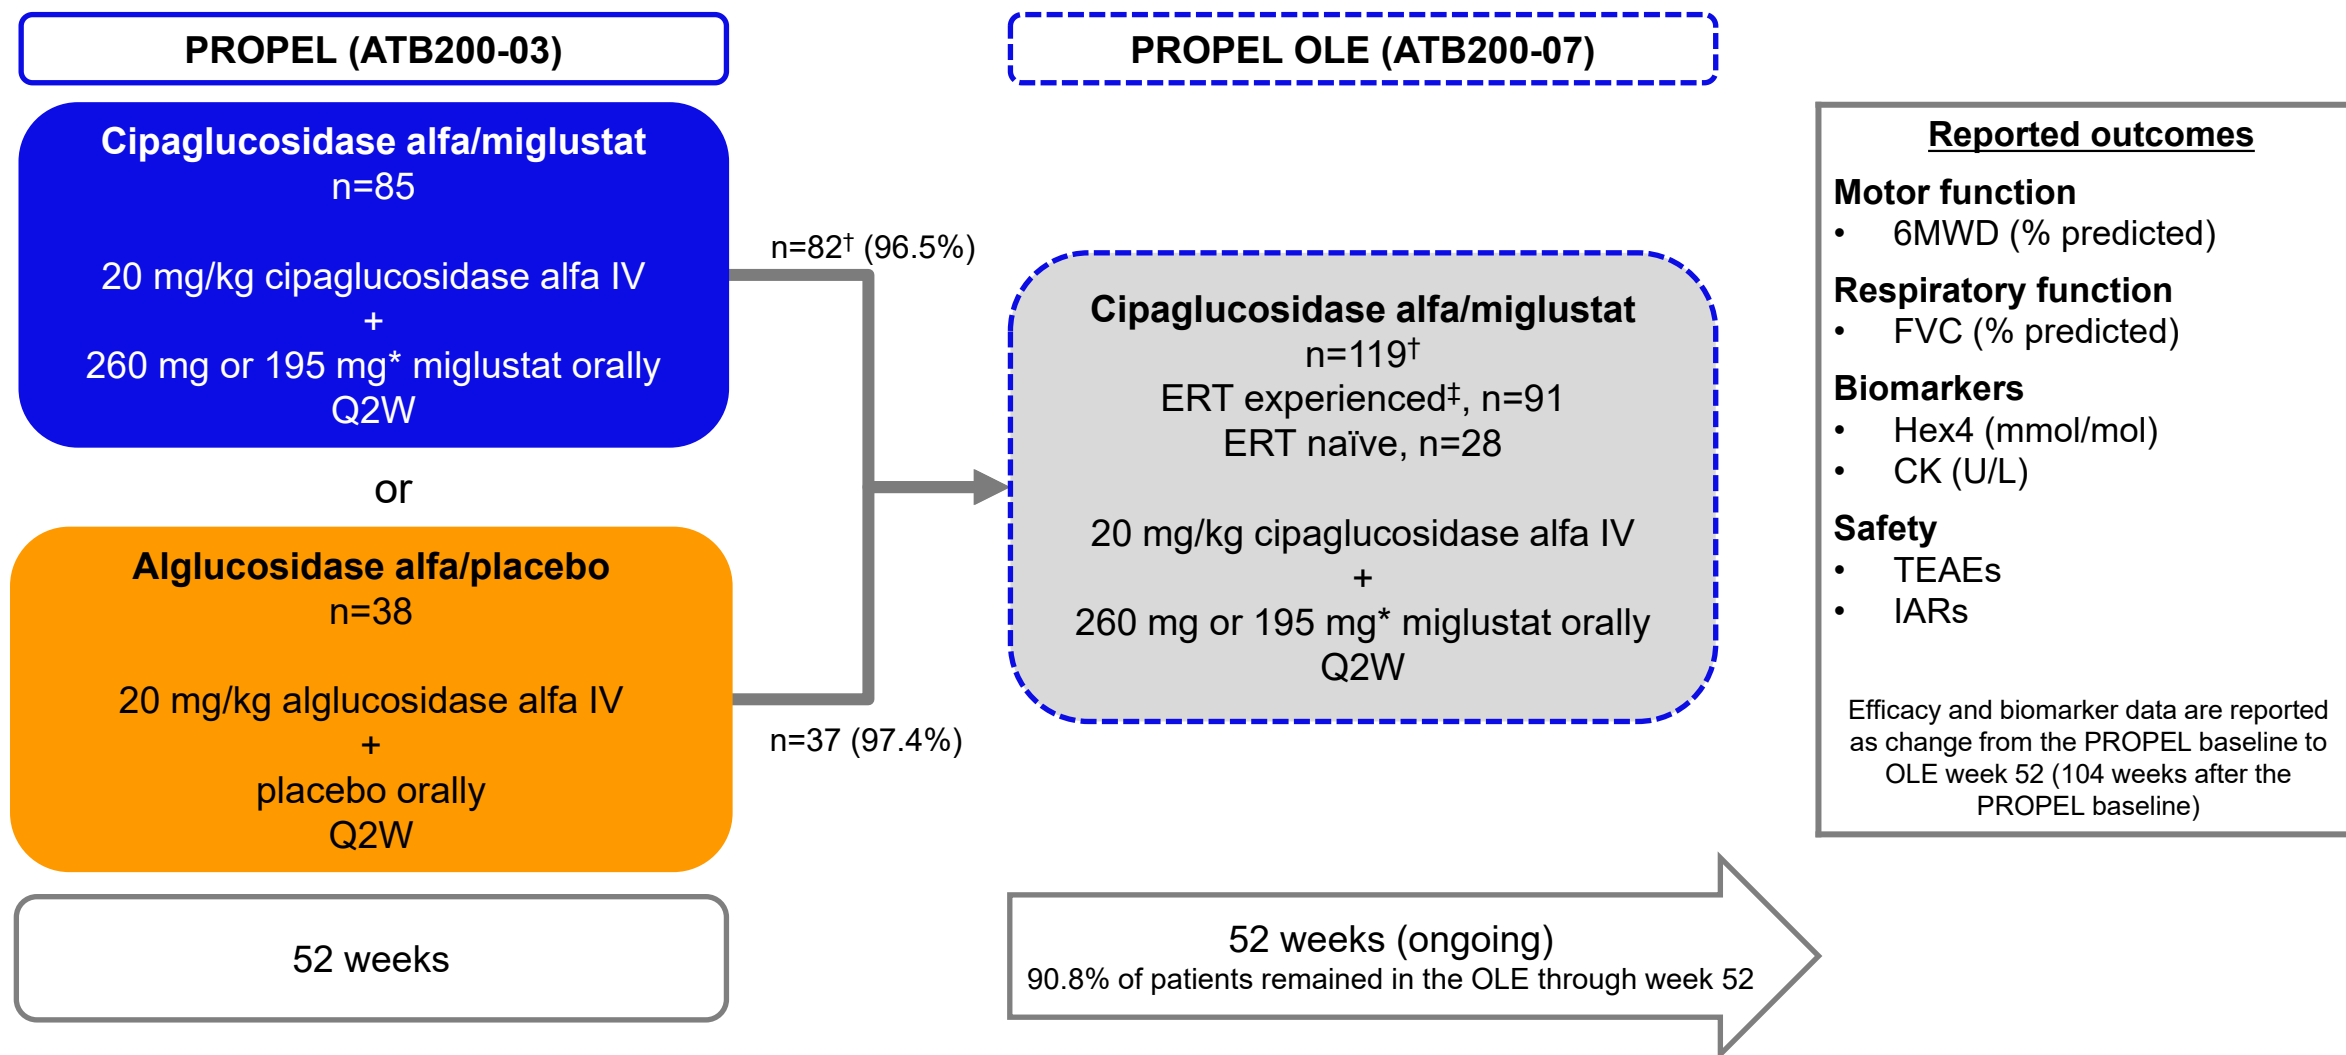 PROPEL (ATB200-03)
Cipaglucosidase alfa/miglustat
n=85
20 mg/kg cipaglucosidase alfa IV
+
260 mg or 195 mg* miglustat orally
Q2W
or
Alglucosidase alfa/placebo
n=38
20 mg/kg alglucosidase alfa IV
+
placebo orally
Q2W
52 weeks
n=82† (96.5%)
n=37 (97.4%)
PROPEL OLE (ATB200-07)
Cipaglucosidase alfa/miglustat
n=119†
ERT experienced‡, n=91
ERT naïve, n=28
20 mg/kg cipaglucosidase alfa IV
+
260 mg or 195 mg* miglustat orally
Q2W
52 weeks (ongoing)
90.8% of patients remained in the OLE through week 52
Reported outcomes
Motor function
• 6MWD (% predicted)
Respiratory function
• FVC (% predicted)
Biomarkers
• Hex4 (mmol/mol)
• CK (U/L)
Safety
• TEAEs
• IARs
Efficacy and biomarker data are reported
as change from the PROPEL baseline to
OLE week 52 (104 weeks after the
PROPEL baseline)